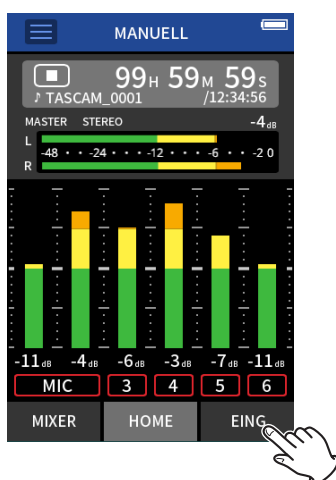 MANUELL
99H 59M 59s
♪ TASCAM_0001 /12:34:56
MASTER STEREO -4dB
L
-48 · · -24 · · · · -12 · · · · -6 · · -2 0
R
-11dB -4dB -6dB -3dB -7dB -11dB
MIC 3 4 5 6
MIXER HOME EING